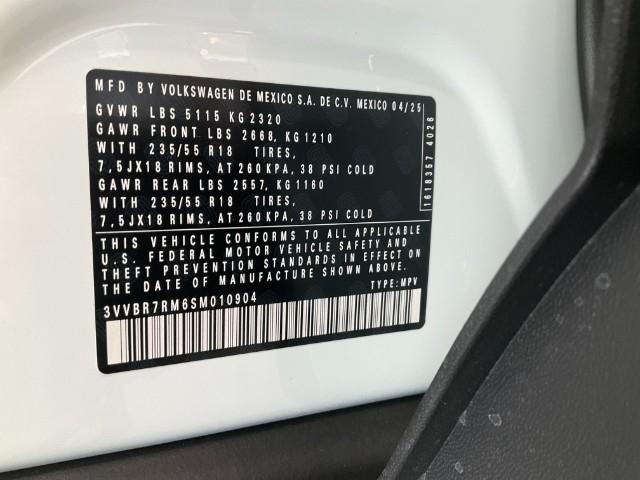 MFD BY VOLKSWAGEN DE MEXICO S.A. DE C.V. MEXICO 04/25
GVWR LBS 5115 KG 2320
GAWR FRONT LBS 2668, KG 1210
WITH 235/55 R18 TIRES,
7,5JX18 RIMS, AT 260 KPA, 38 PSI COLD
GAWR REAR LBS 2557, KG 1160
WITH 235/55 R18 TIRES,
7,5JX18 RIMS, AT 260 KPA, 38 PSI COLD
THIS VEHICLE CONFORMS TO ALL APPLICABLE
U.S. FEDERAL MOTOR VEHICLE SAFETY AND
THEFT PREVENTION STANDARDS IN EFFECT ON
THE DATE OF MANUFACTURE SHOWN ABOVE.
3VVBR7RM6SM010904 TYPE: MPV
1618357 4026